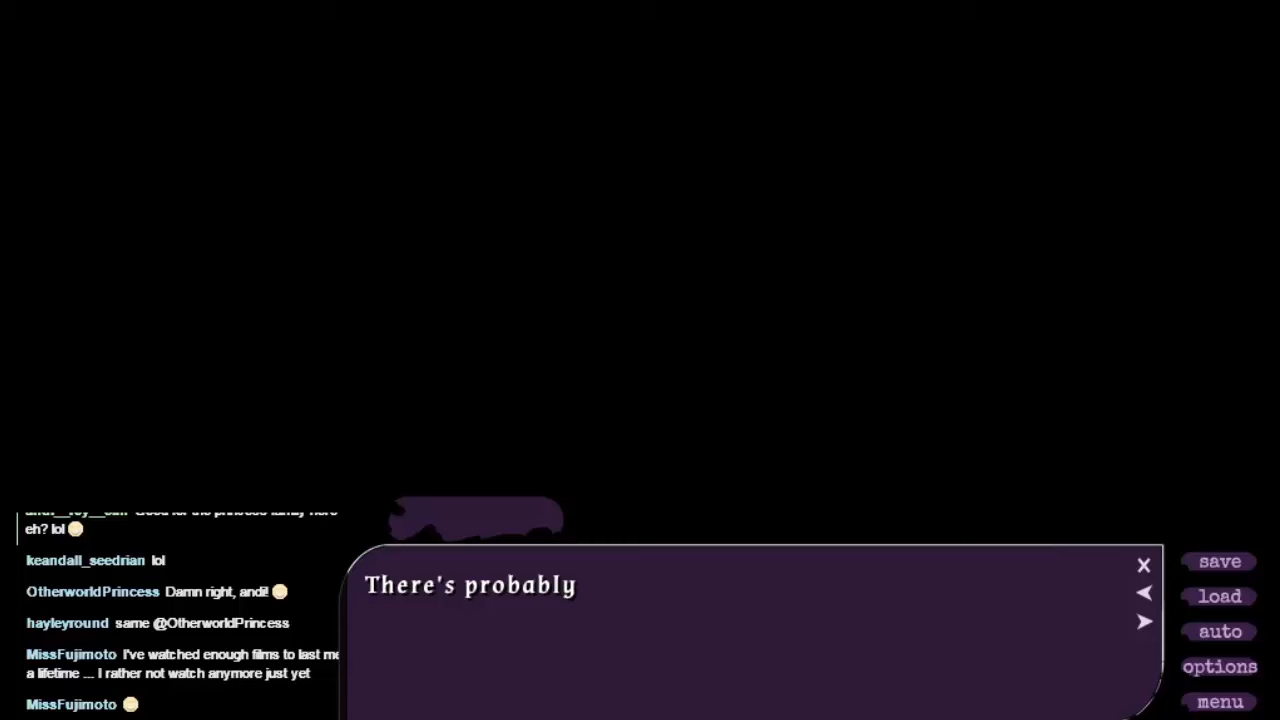 eh? lol
keandall_seedrian lol
OtherworldPrincess Damn right, andi!
hayleyround same @OtherworldPrincess
MissFujimoto I've watched enough films to last me
a lifetime ... I rather not watch anymore just yet
MissFujimoto
There's probably
save
load
auto
options
menu